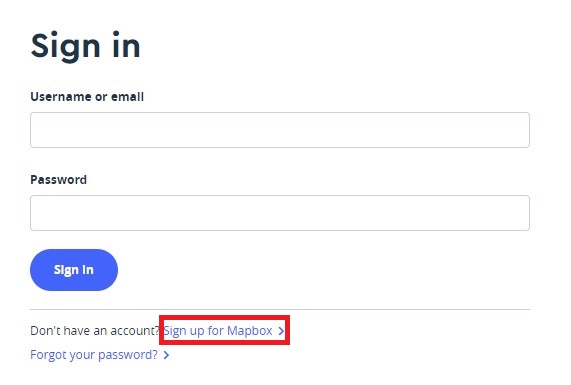 Sign in
Username or email
Password
Sign in
Don't have an account? Sign up for Mapbox
Forgot your password?